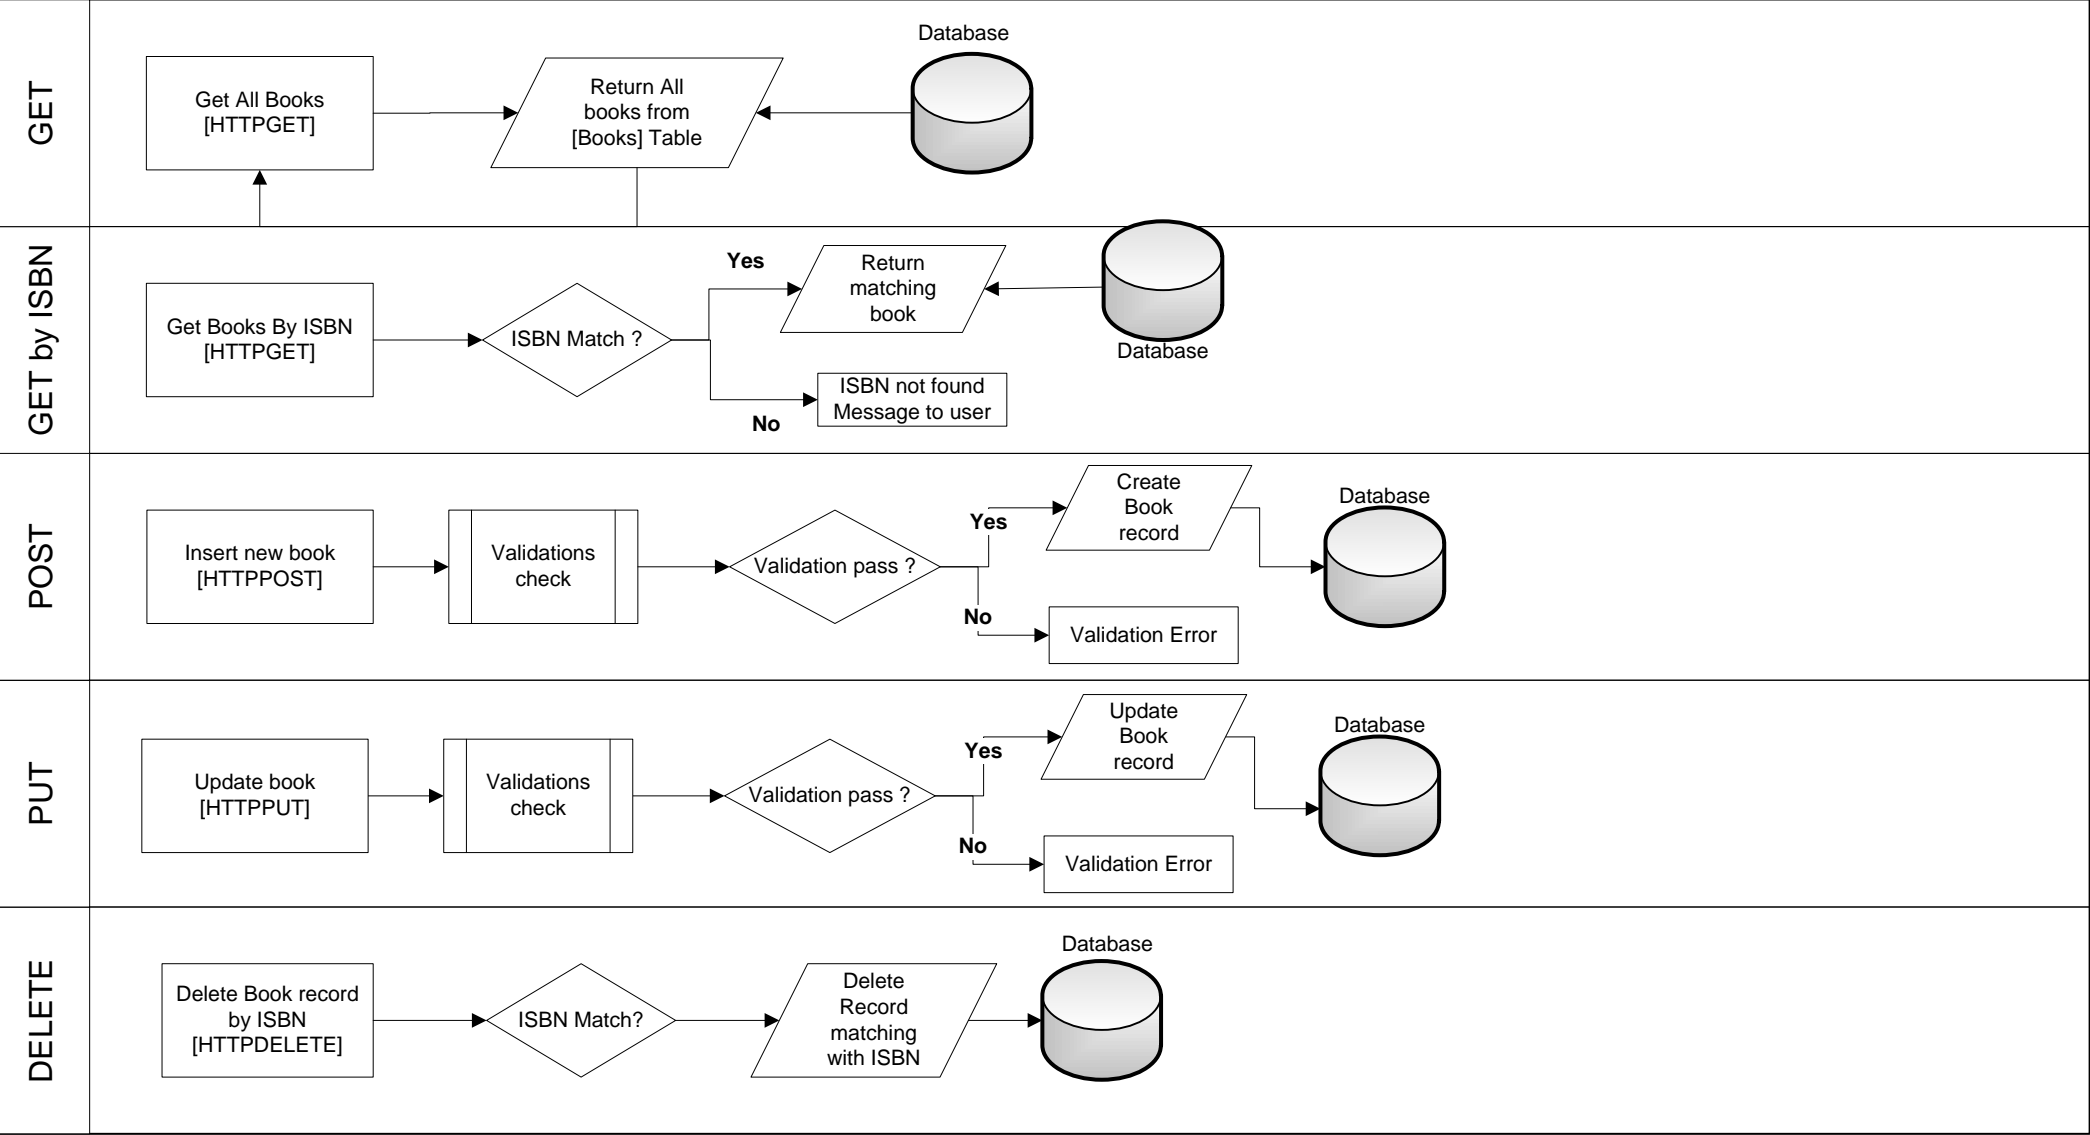 GET
Get All Books
[HTTPGET]
Return All
books from
[Books] Table
Database
GET by ISBN
Get Books By ISBN
[HTTPGET]
ISBN Match ?
Yes
No
Return
matching
book
ISBN not found
Message to user
Database
POST
Insert new book
[HTTPPOST]
Validations
check
Validation pass ?
Yes
No
Create
Book
record
Validation Error
Database
PUT
Update book
[HTTPPUT]
Validations
check
Validation pass ?
Yes
No
Update
Book
record
Validation Error
Database
DELETE
Delete Book record
by ISBN
[HTTPDELETE]
ISBN Match?
Delete
Record
matching
with ISBN
Database